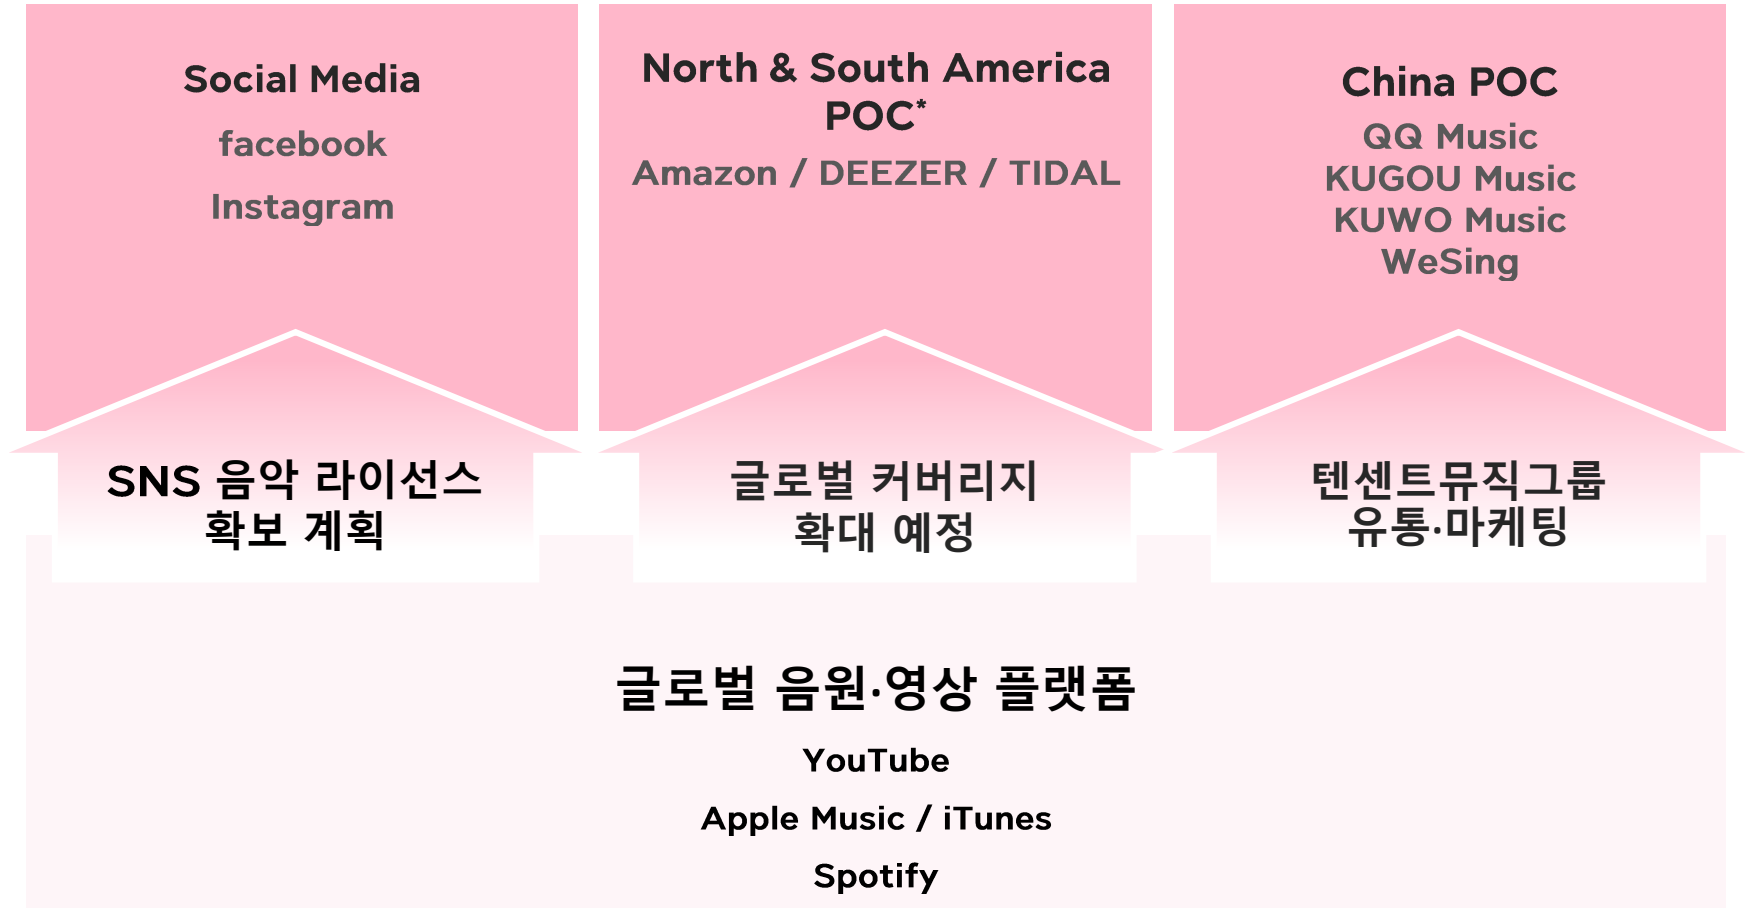 Social Media
facebook
Instagram
North & South America
POC*
Amazon / DEEZER / TIDAL
China POC
QQ Music
KUGOU Music
KUWO Music
WeSing
SNS 음악 라이선스
확보 계획
글로벌 커버리지
확대 예정
텐센트뮤직그룹
유통·마케팅
글로벌 음원·영상 플랫폼
YouTube
Apple Music / iTunes
Spotify